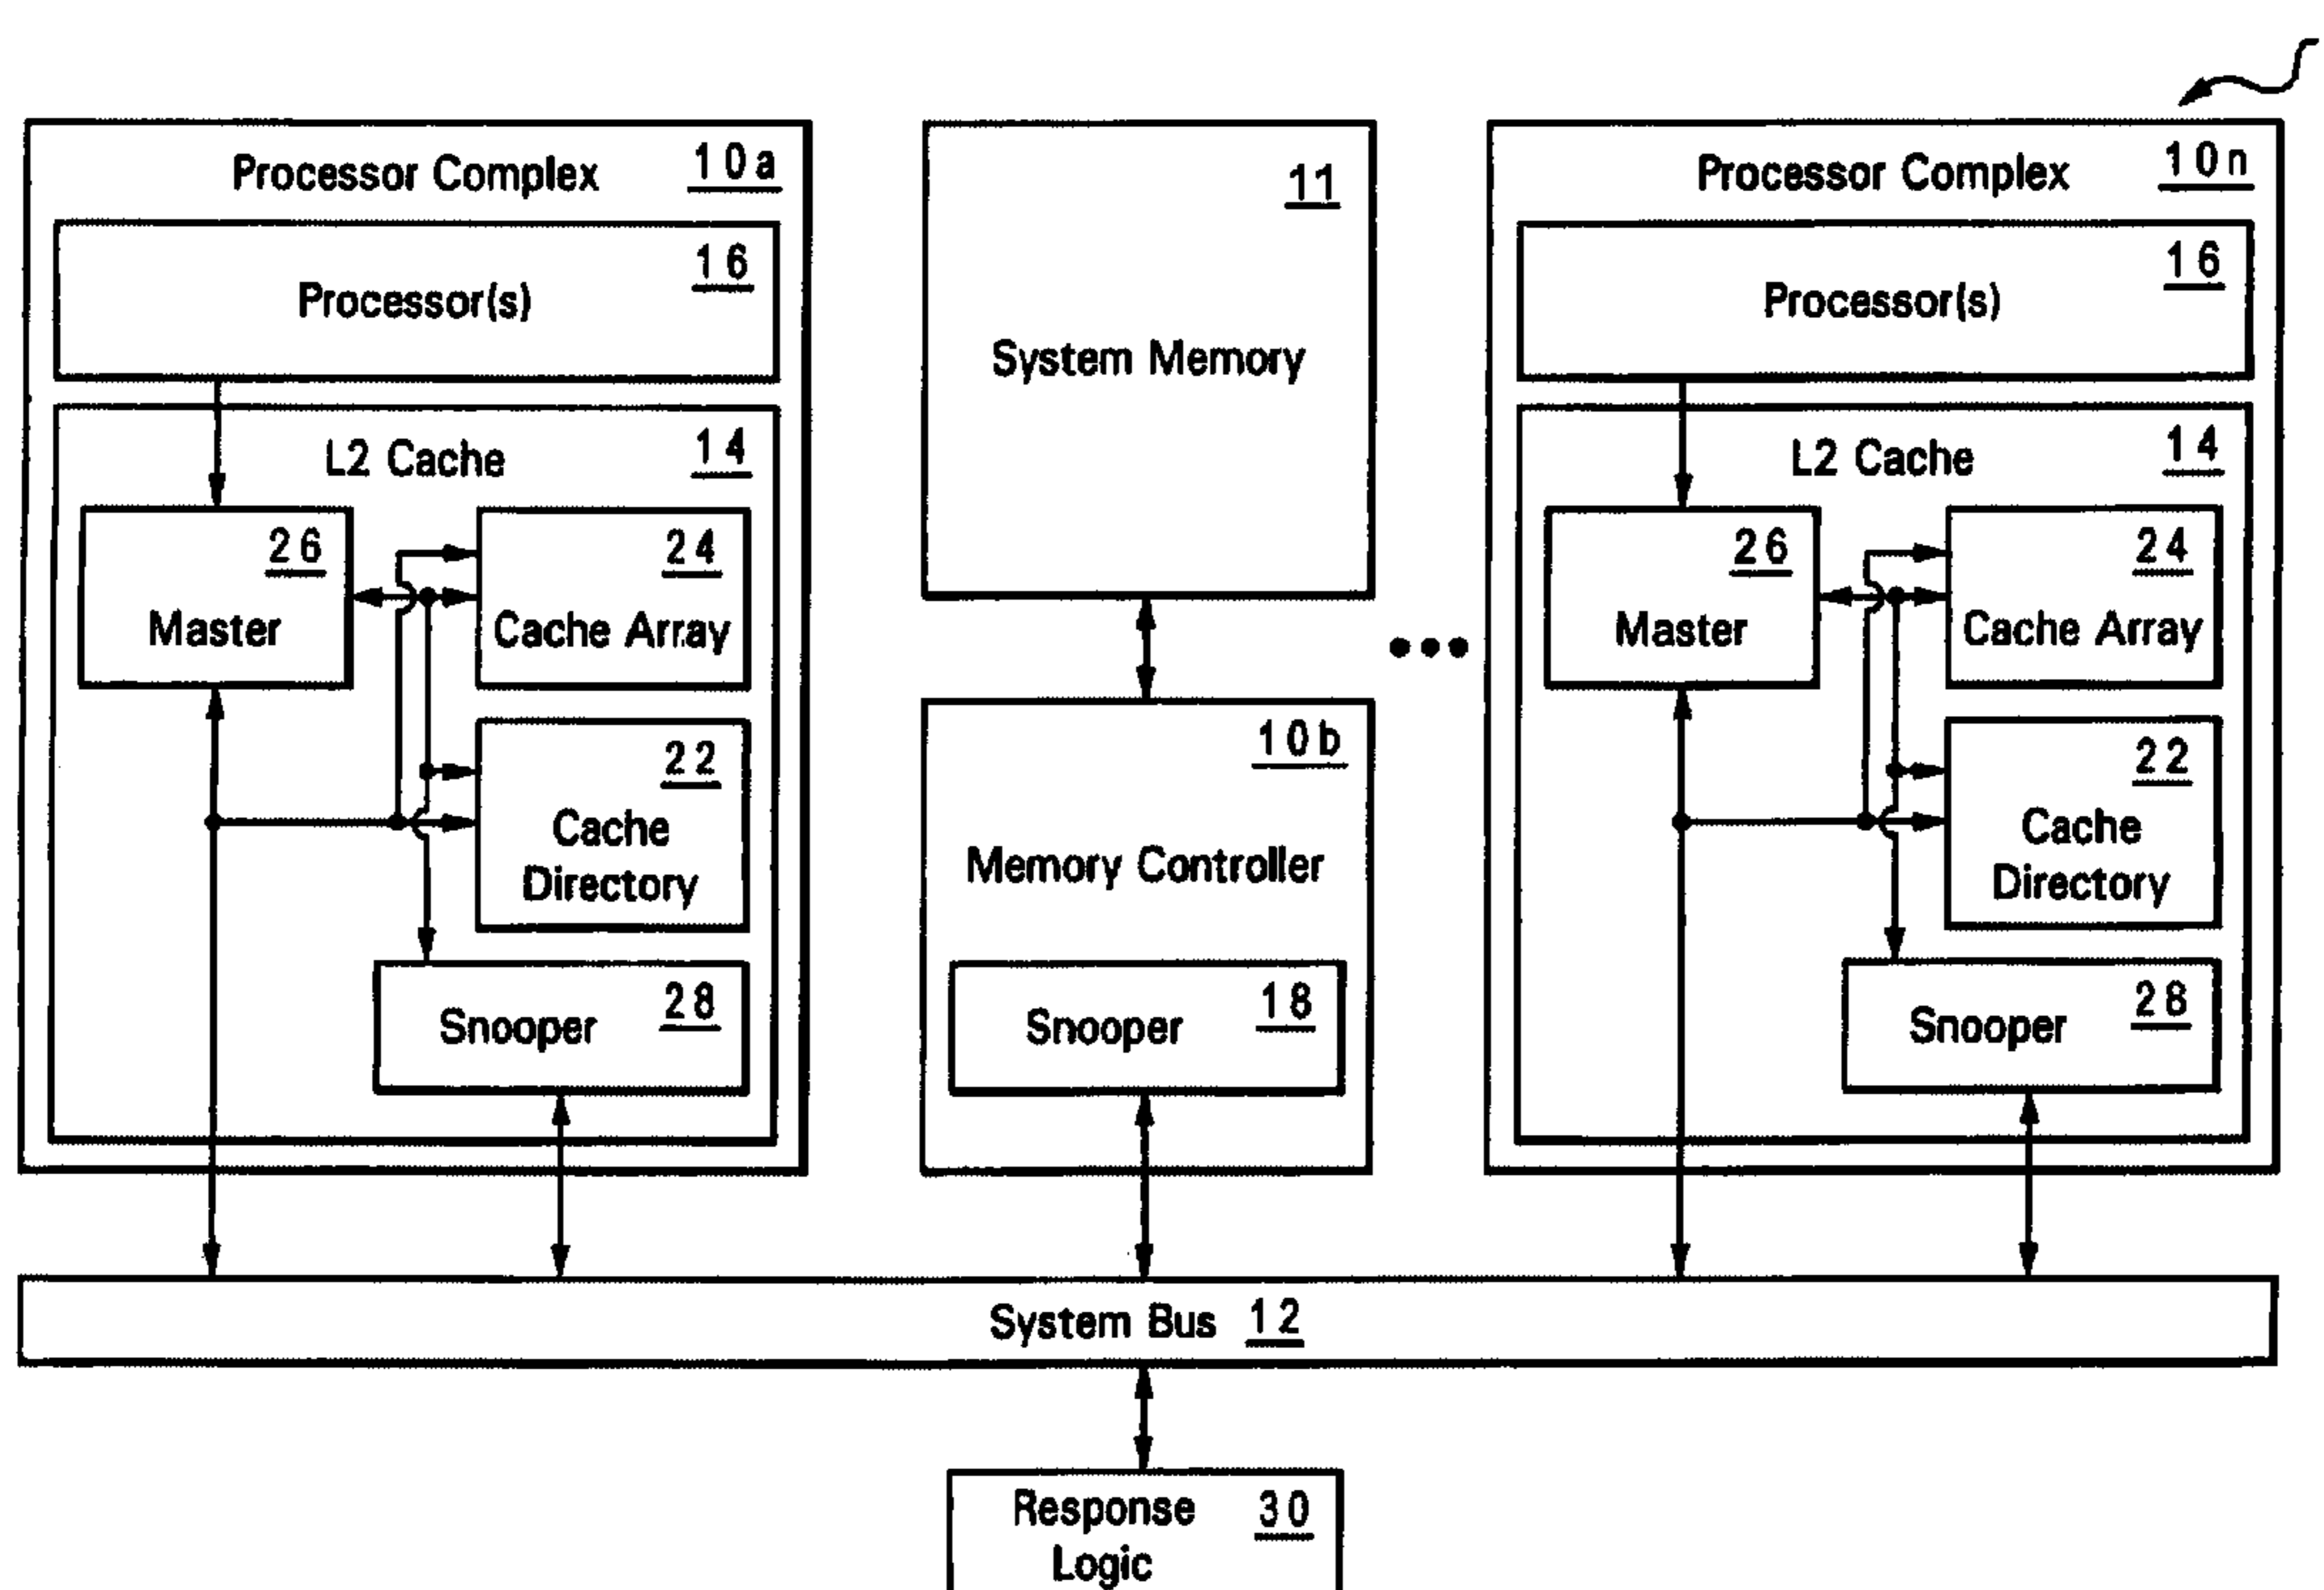 Processor Complex 10a
16
Processor(s)
L2 Cache 14
26
Master
24
Cache Array
22
Cache
Directory
28
Snooper
11
System Memory
10b
Memory Controller
18
Snooper
Processor Complex 10n
16
Processor(s)
L2 Cache 14
26
Master
24
Cache Array
22
Cache
Directory
28
Snooper
System Bus 12
Response 30
Logic